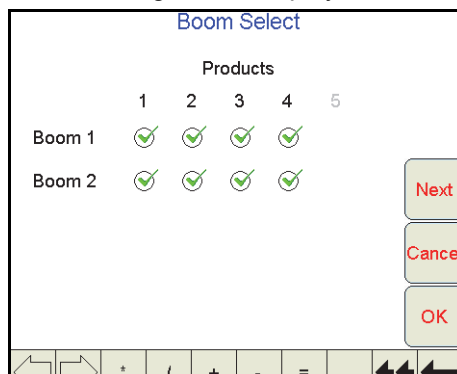 Boom Select
Products
1 2 3 4 5
Boom 1
Boom 2
Next
Cance
OK
* / + - =